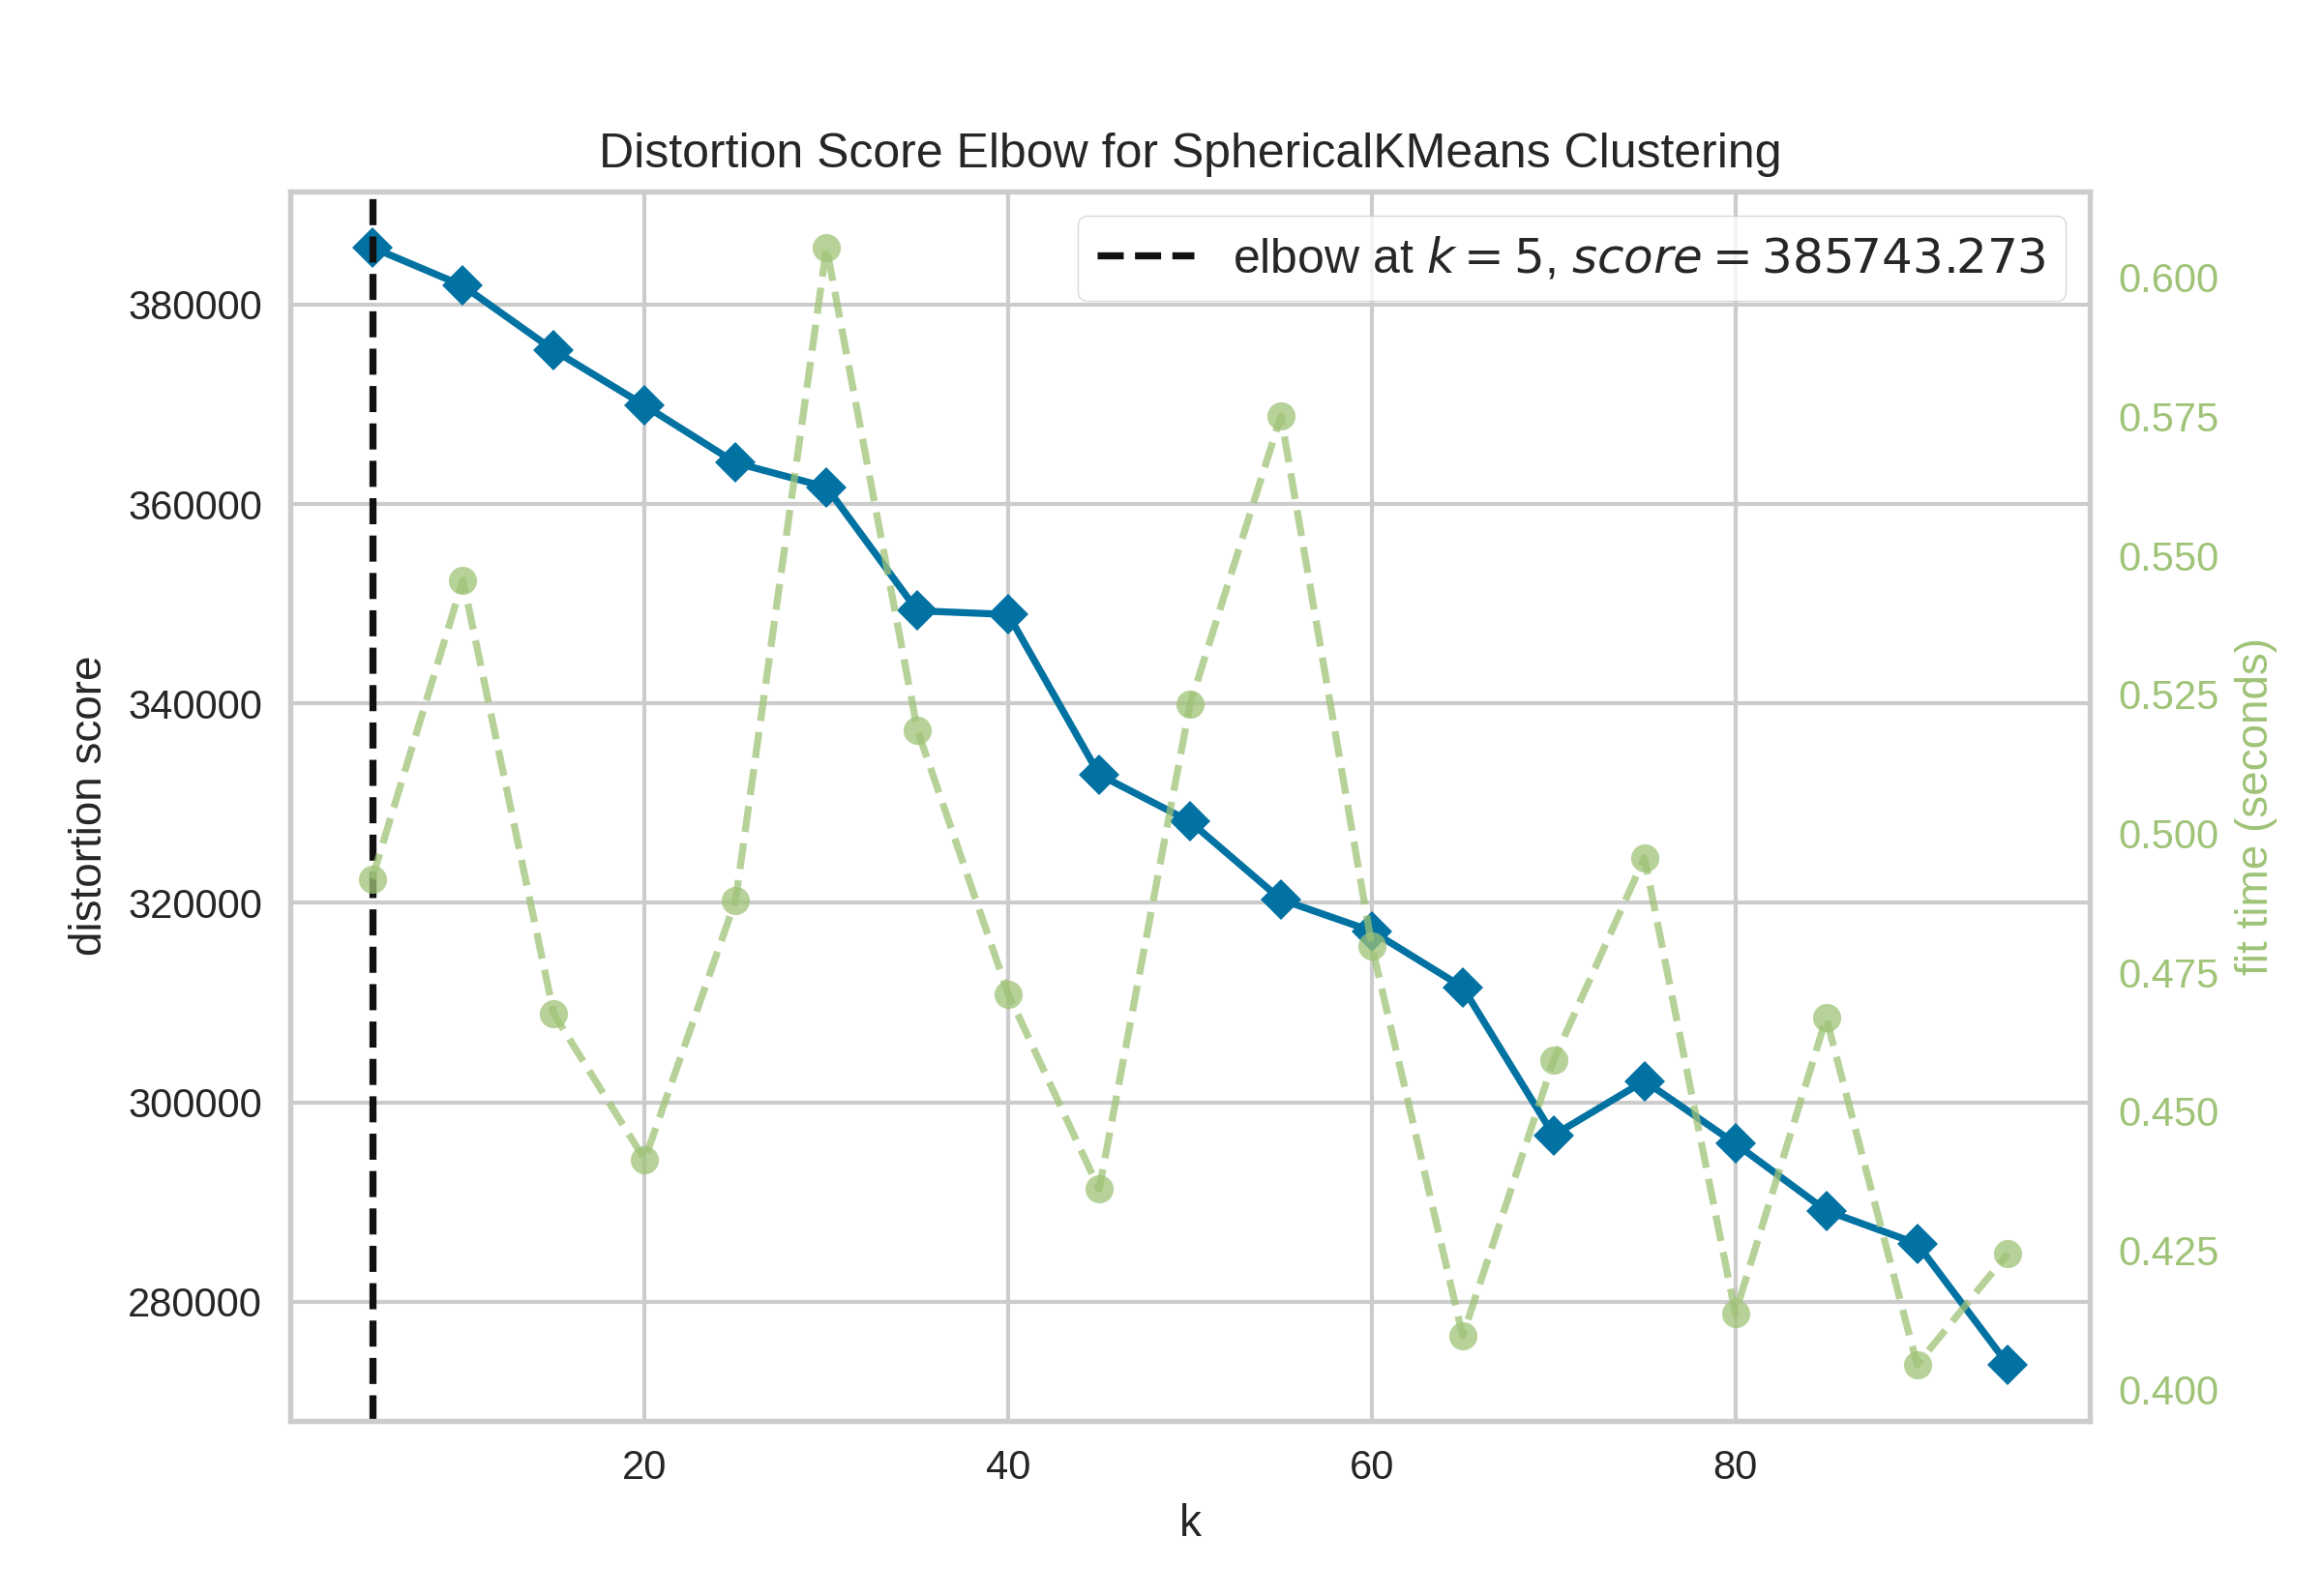 Distortion Score Elbow for SphericalKMeans Clustering
elbow at k = 5, score = 385743.273
380000
360000
340000
320000
300000
280000
distortion score
0.600
0.575
0.550
0.525
0.500
0.475
0.450
0.425
0.400
fit time (seconds)
20 40 60 80
k